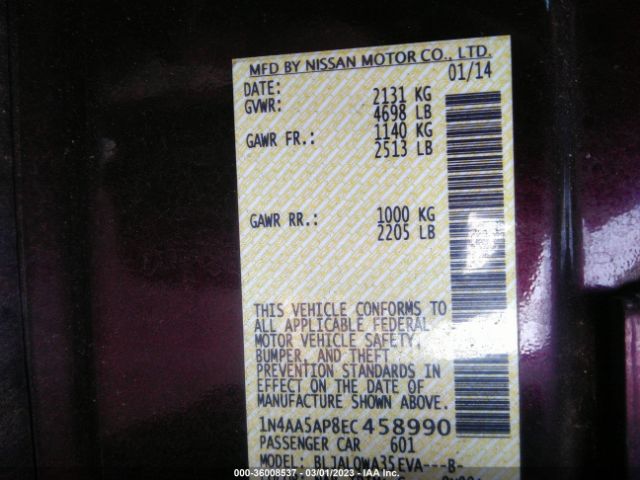 MFD BY NISSAN MOTOR CO., LTD.
DATE: 01/14
GVWR: 2131 KG
4698 LB
GAWR FR.: 1140 KG
2513 LB
GAWR RR.: 1000 KG
2205 LB
THIS VEHICLE CONFORMS TO
ALL APPLICABLE FEDERAL
MOTOR VEHICLE SAFETY,
BUMPER, AND THEFT
PREVENTION STANDARDS IN
EFFECT ON THE DATE OF
MANUFACTURE SHOWN ABOVE.
1N4AA5AP8EC458990
PASSENGER CAR 601
MODEL: BLJALQWA35EVA---B-
000-36008537 - 03/01/2023 - IAAI Inc.